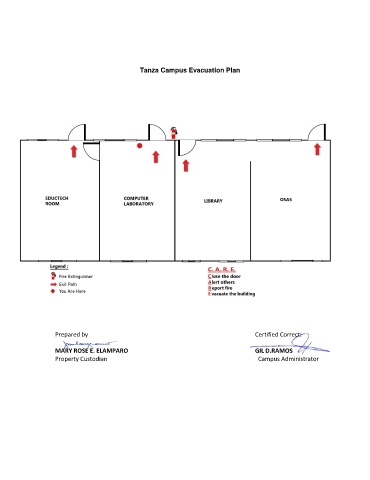 Tanza Campus Evacuation Plan
EDUCTECH
ROOM
COMPUTER
LABORATORY
LIBRARY
OSAS
Legend :
Fire Extinguisher
Exit Path
You Are Here
C. A. R. E.
Close the door
Alert others
Report fire
Evacuate the building
Prepared by
MARY ROSE E. ELAMPARO
Property Custodian
Certified Correct:
GIL D.RAMOS
Campus Administrator